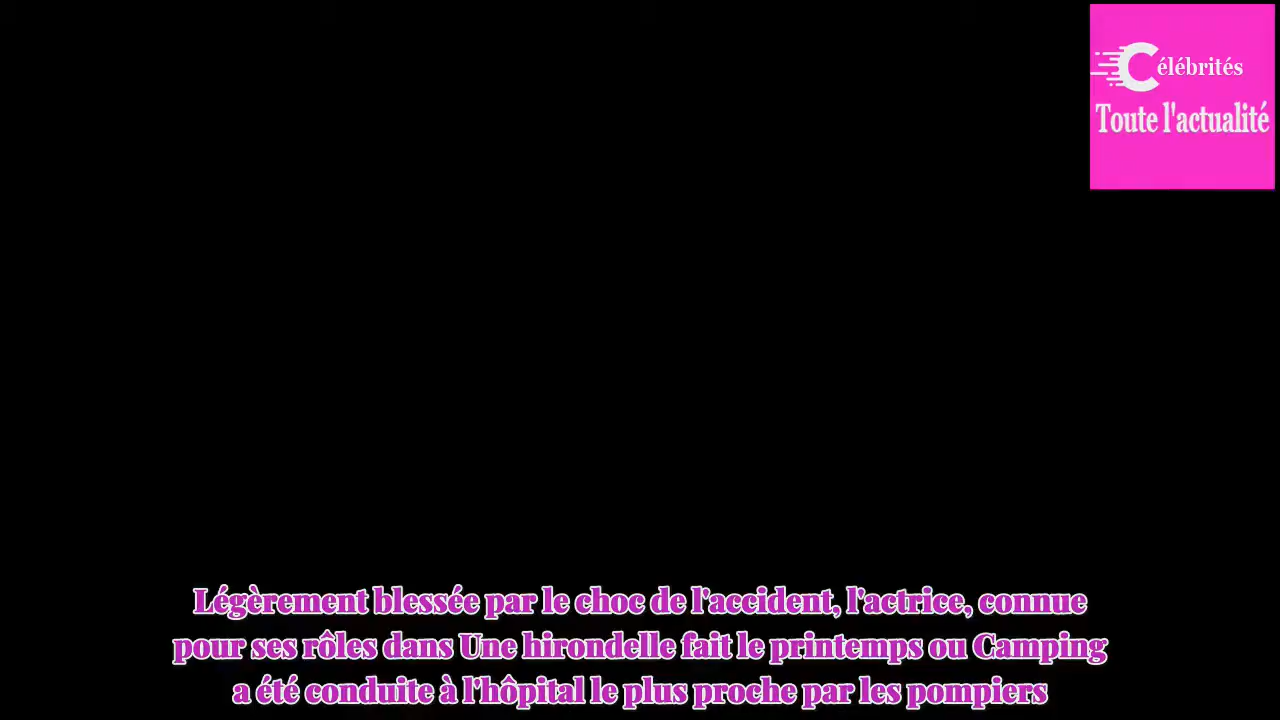 Célébrités
Toute l'actualité
Légèrement blessée par le choc de l'accident, l'actrice, connue
pour ses rôles dans Une hirondelle fait le printemps ou Camping
a été conduite à l'hôpital le plus proche par les pompiers